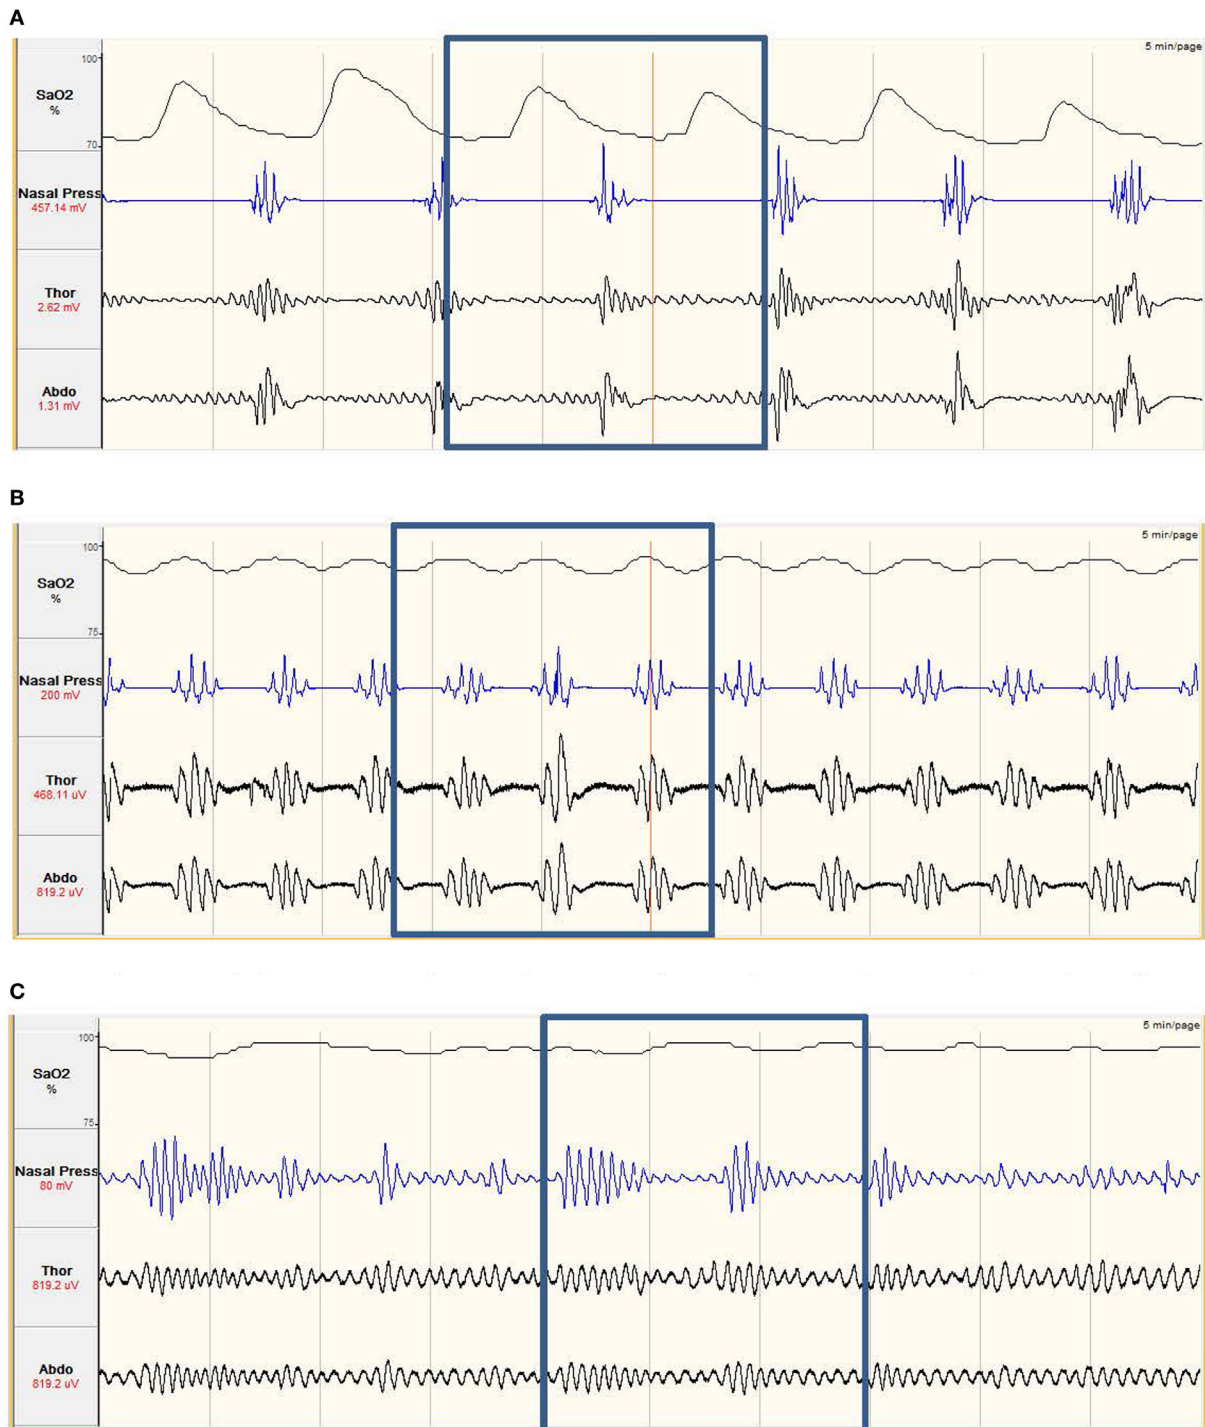 A
5 min/page
100
SaO2
%
70
Nasal Press
457.14 mV
Thor
2.62 mV
Abdo
1.31 mV
B
5 min/page
100
SaO2
%
75
Nasal Press
200 mV
Thor
468.11 uV
Abdo
819.2 uV
C
5 min/page
100
SaO2
%
75
Nasal Press
80 mV
Thor
819.2 uV
Abdo
819.2 uV